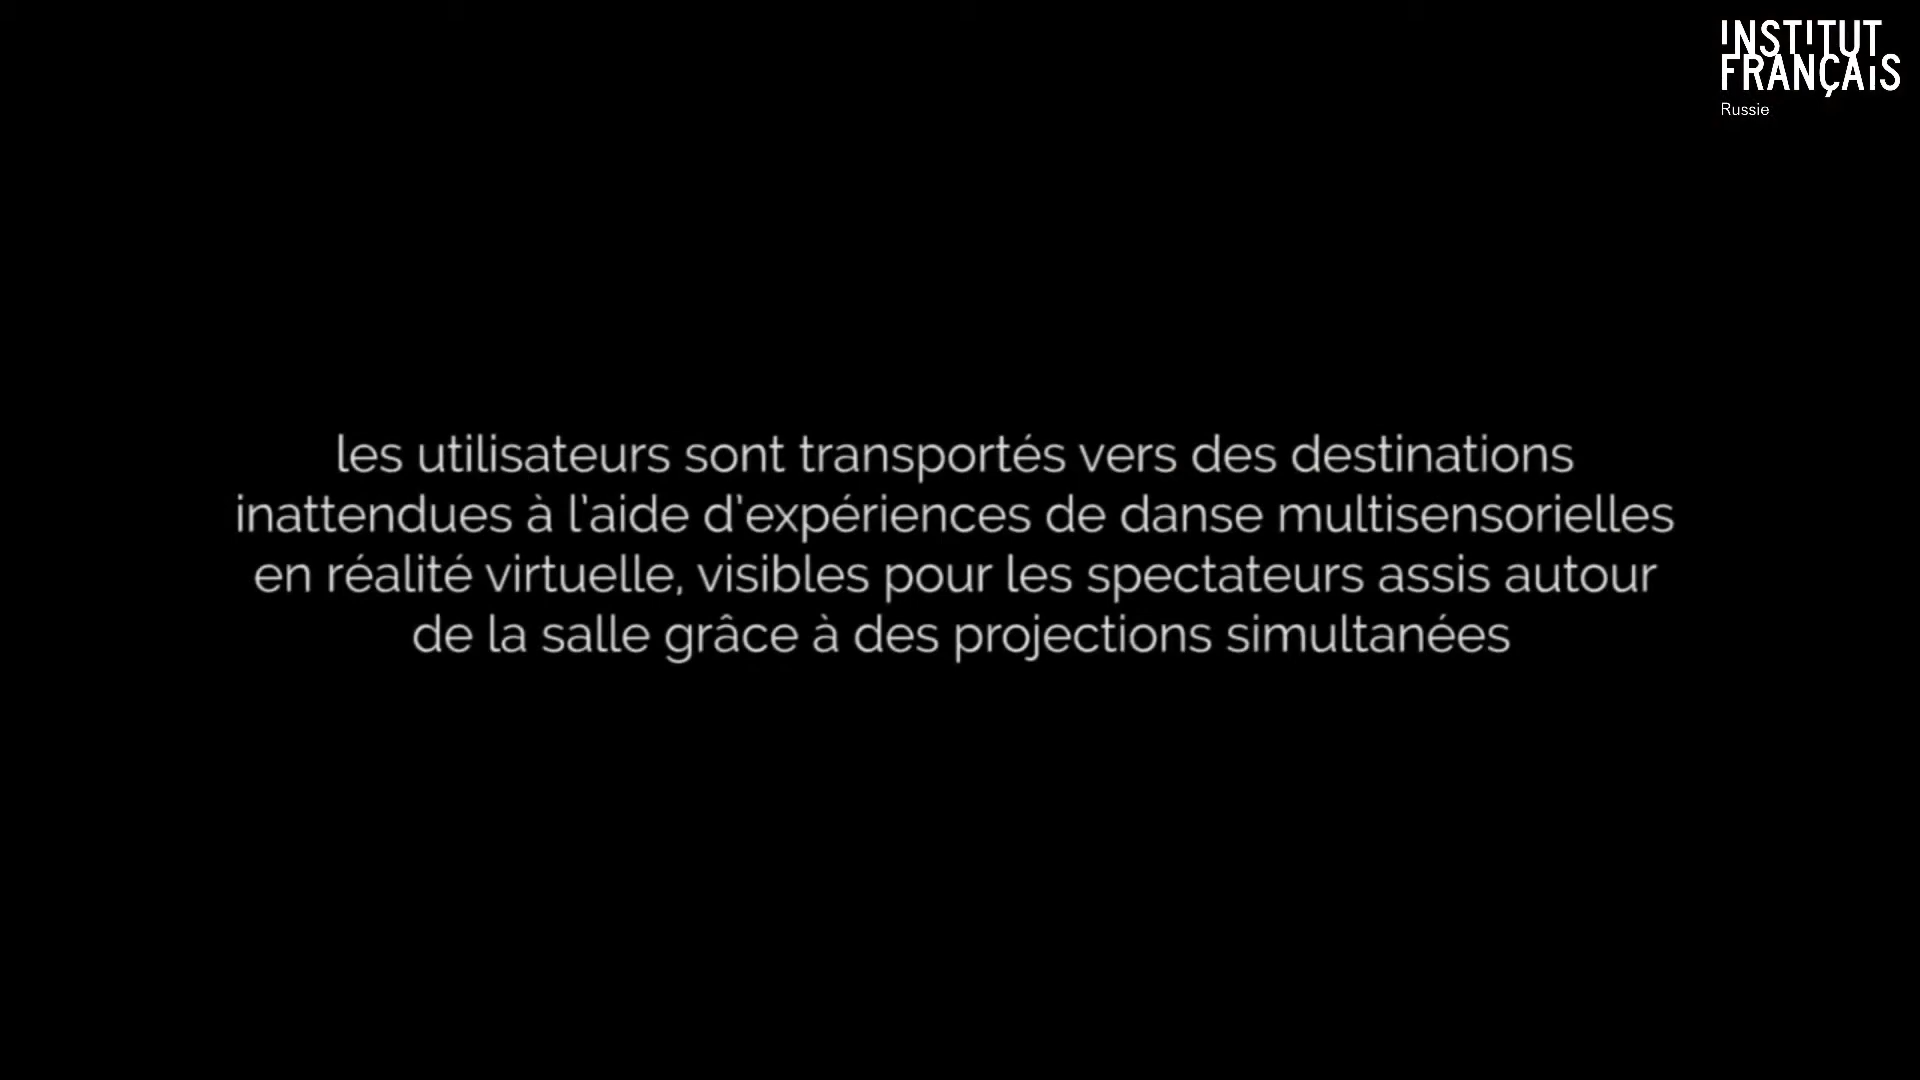 INSTITUT
FRANÇAIS
Russie
les utilisateurs sont transportés vers des destinations
inattendues à l'aide d'expériences de danse multisensorielles
en réalité virtuelle, visibles pour les spectateurs assis autour
de la salle grâce à des projections simultanées